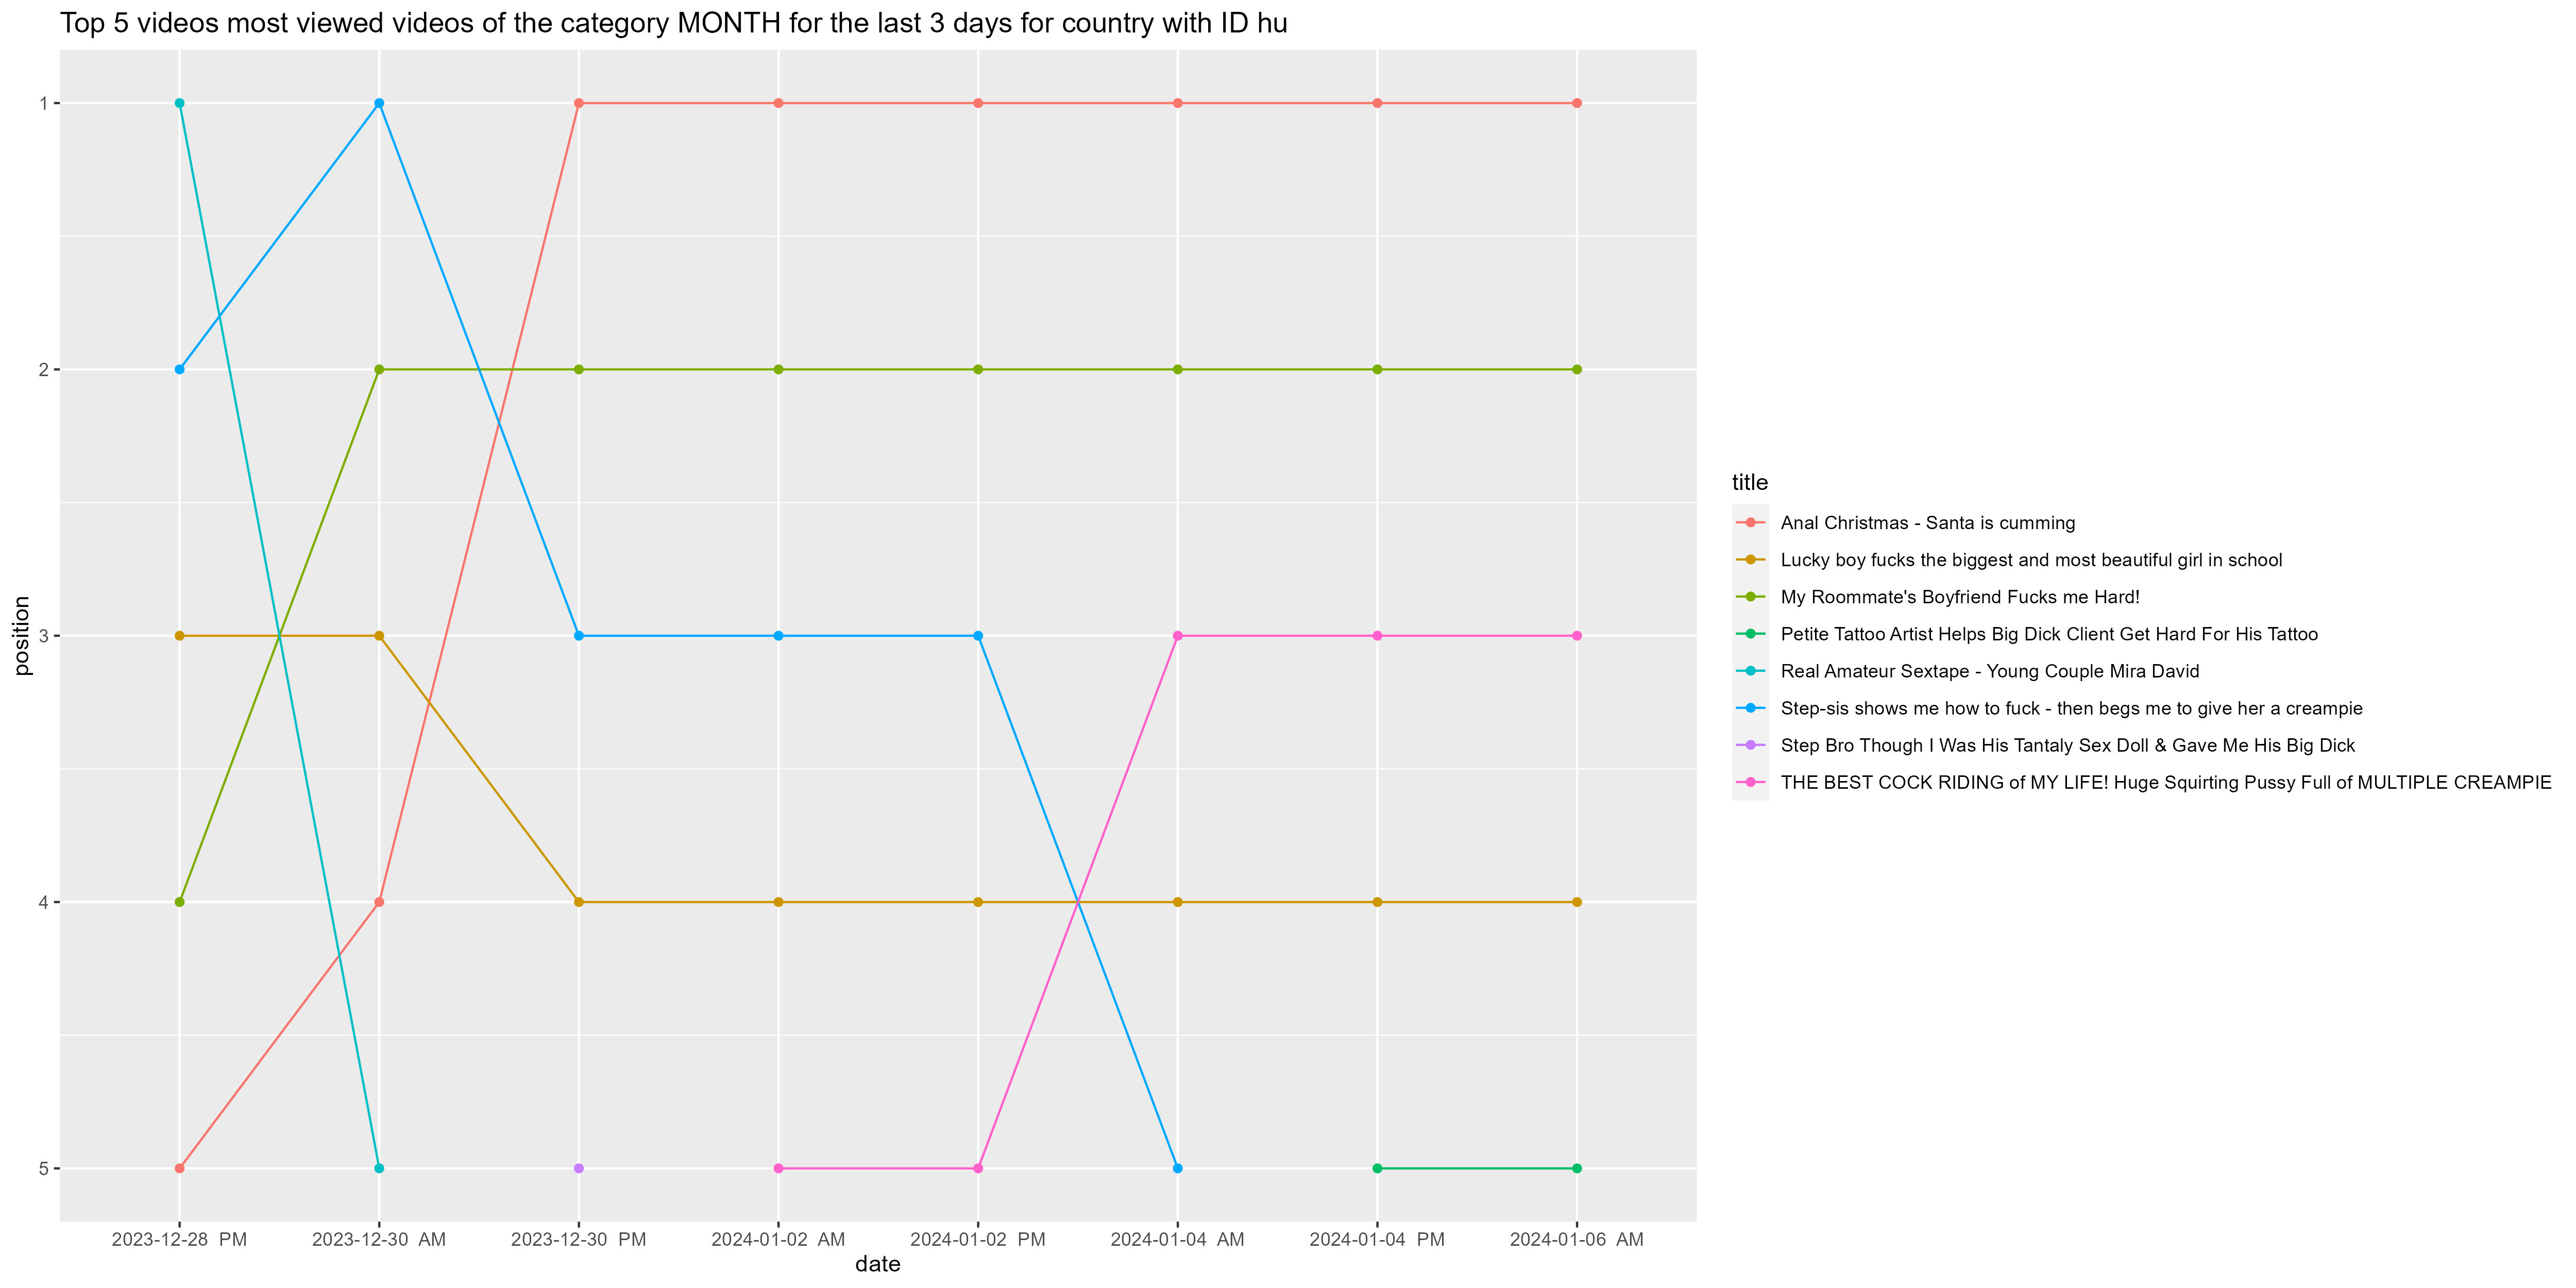 Top 5 videos most viewed videos of the category MONTH for the last 3 days for country with ID hu
position
1
2
3
4
5
2023-12-28 PM
2023-12-30 AM
2023-12-30 PM
2024-01-02 AM
2024-01-02 PM
2024-01-04 AM
2024-01-04 PM
2024-01-06 AM
date
title
Anal Christmas - Santa is cumming
Lucky boy fucks the biggest and most beautiful girl in school
My Roommate's Boyfriend Fucks me Hard!
Petite Tattoo Artist Helps Big Dick Client Get Hard For His Tattoo
Real Amateur Sextape - Young Couple Mira David
Step-sis shows me how to fuck - then begs me to give her a creampie
Step Bro Though I Was His Tantaly Sex Doll & Gave Me His Big Dick
THE BEST COCK RIDING of MY LIFE! Huge Squirting Pussy Full of MULTIPLE CREAMPIE